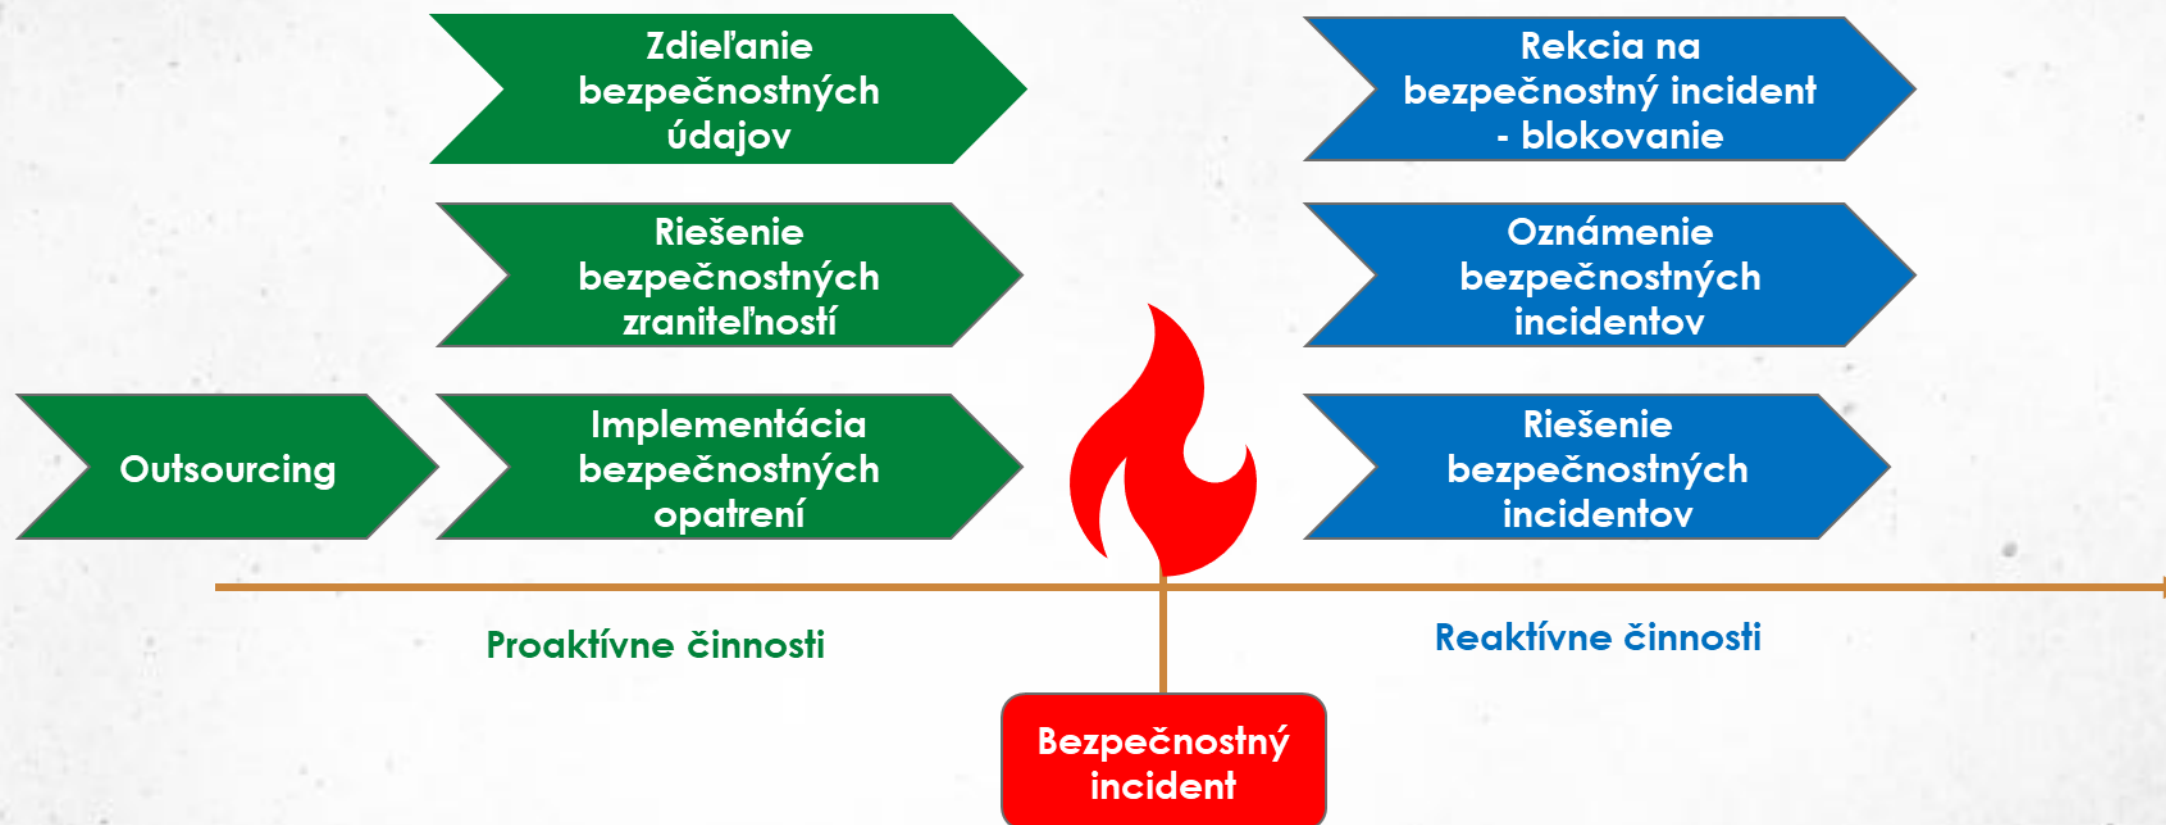 Zdieľanie
bezpečnostných
údajov
Rekcia na
bezpečnostný incident
- blokovanie
Riešenie
bezpečnostných
zraniteľností
Oznámenie
bezpečnostných
incidentov
Outsourcing
Implementácia
bezpečnostných
opatrení
Riešenie
bezpečnostných
incidentov
Proaktívne činnosti
Reaktívne činnosti
Bezpečnostný
incident